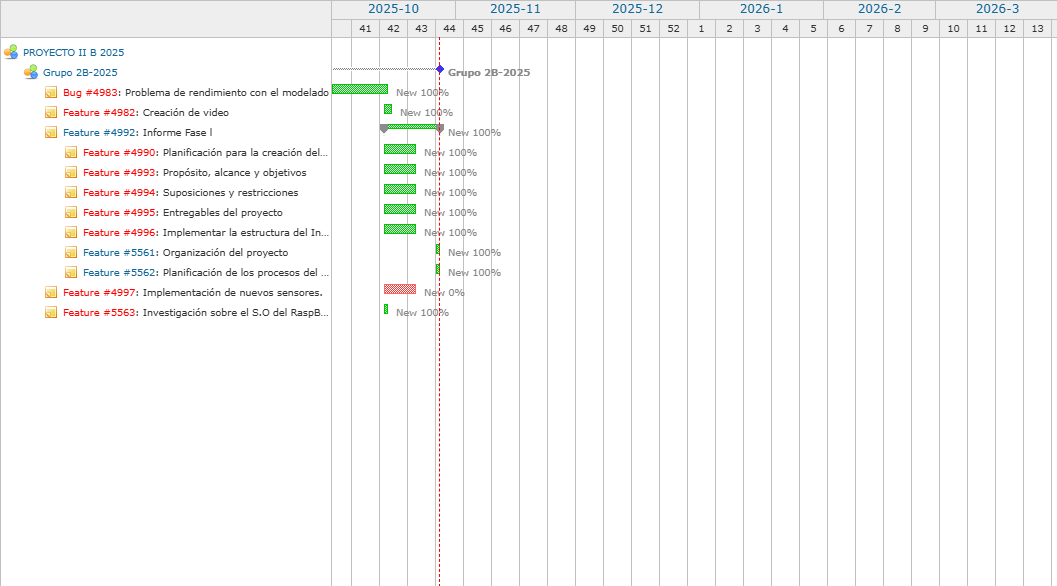 2025-10 2025-11 2025-12 2026-1 2026-2 2026-3
41 42 43 44 45 46 47 48 49 50 51 52 1 2 3 4 5 6 7 8 9 10 11 12 13
PROYECTO II B 2025
Grupo 2B-2025 Grupo 2B-2025
Bug #4983: Problema de rendimiento con el modelado New 100%
Feature #4982: Creación de video New 100%
Feature #4992: Informe Fase l New 100%
Feature #4990: Planificación para la creación del... New 100%
Feature #4993: Propósito, alcance y objetivos New 100%
Feature #4994: Suposiciones y restricciones New 100%
Feature #4995: Entregables del proyecto New 100%
Feature #4996: Implementar la estructura del In... New 100%
Feature #5561: Organización del proyecto New 100%
Feature #5562: Planificación de los procesos del ... New 100%
Feature #4997: Implementación de nuevos sensores. New 0%
Feature #5563: Investigación sobre el S.O del RaspB... New 100%